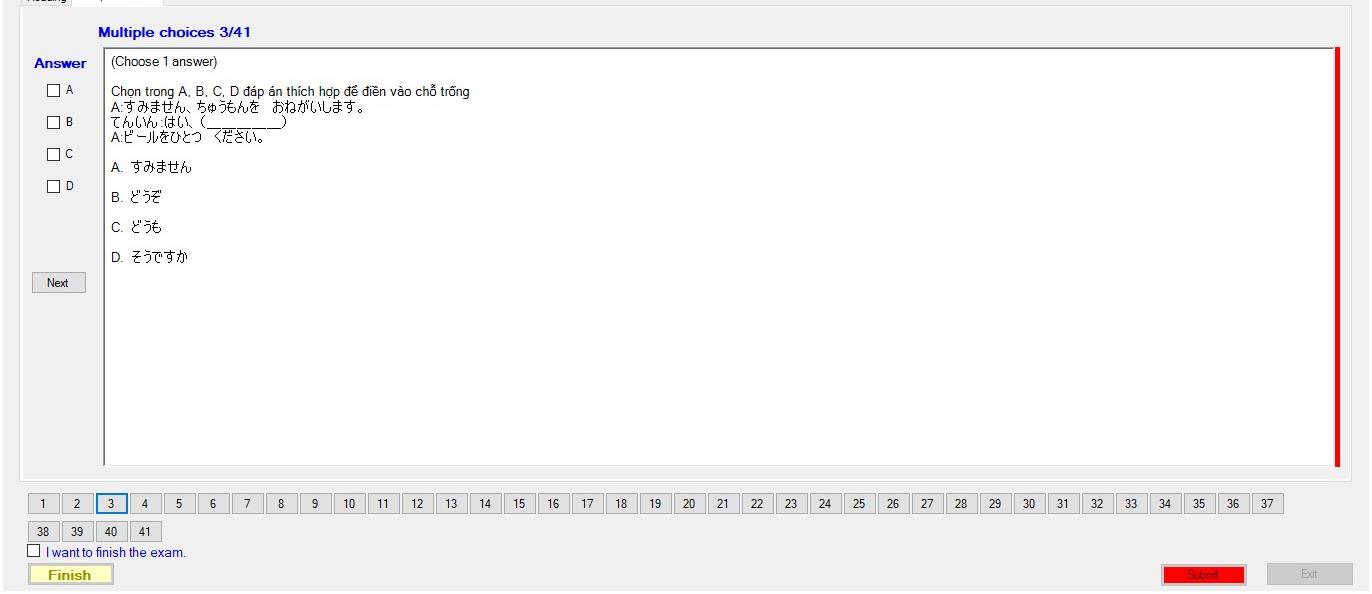 Multiple choices 3/41
Answer
(Choose 1 answer)
A
Chọn trong A, B, C, D đáp án thích hợp để điền vào chỗ trống
A:すみません、ちゅうもんを　おねがいします。
B
てんいん:はい、(__________)
A:ビールをひとつ　ください。
C
A. すみません
D
B. どうぞ
C. どうも
D. そうですか
Next
1 2 3 4 5 6 7 8 9 10 11 12 13 14 15 16 17 18 19 20 21 22 23 24 25 26 27 28 29 30 31 32 33 34 35 36 37
38 39 40 41
I want to finish the exam.
Finish
Submit
Exit